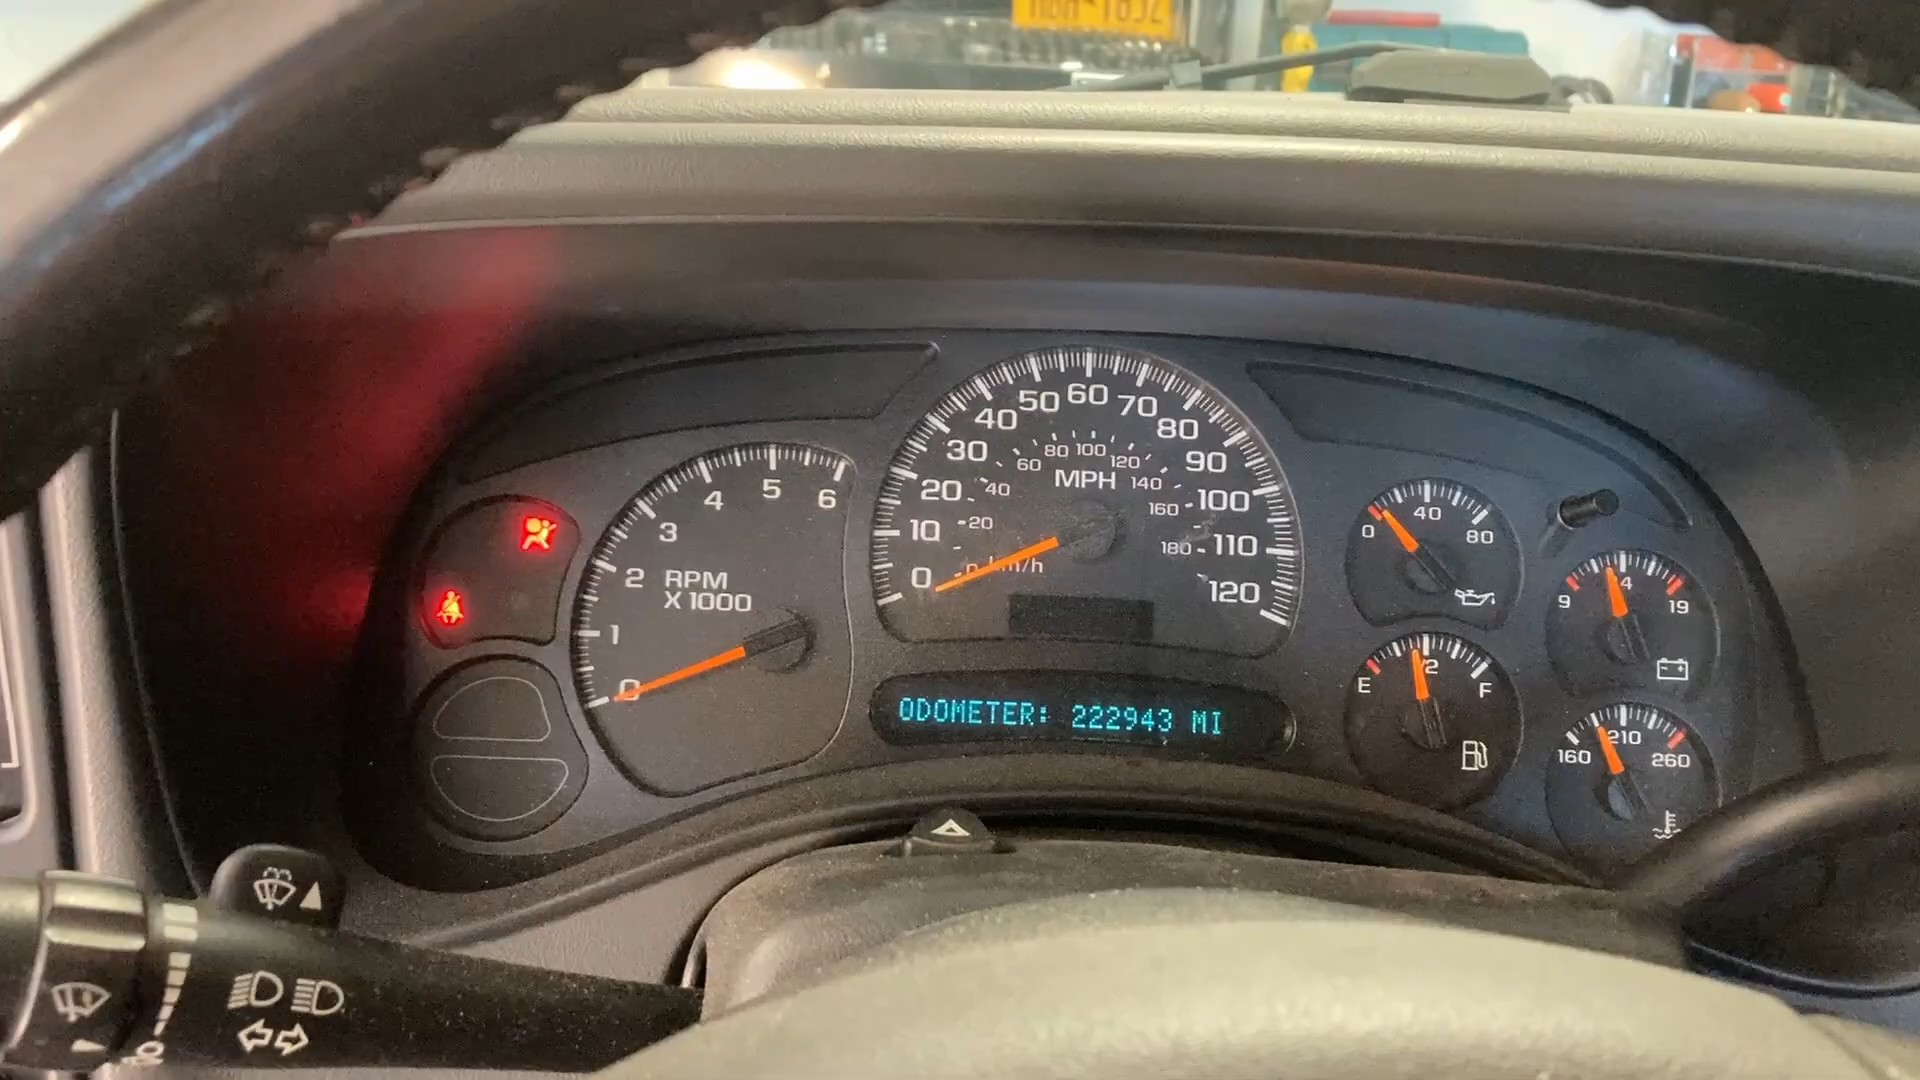 40 50 60 70
30 80
20 90
10 100
0 110
120
60 80 100 120
40 140
20 160
0 km/h 180
MPH
3 4 5 6
2
1
0
RPM
X 1000
ODOMETER: 222943 MI
0 40 80
9 19
E 1/2 F
160 210 260